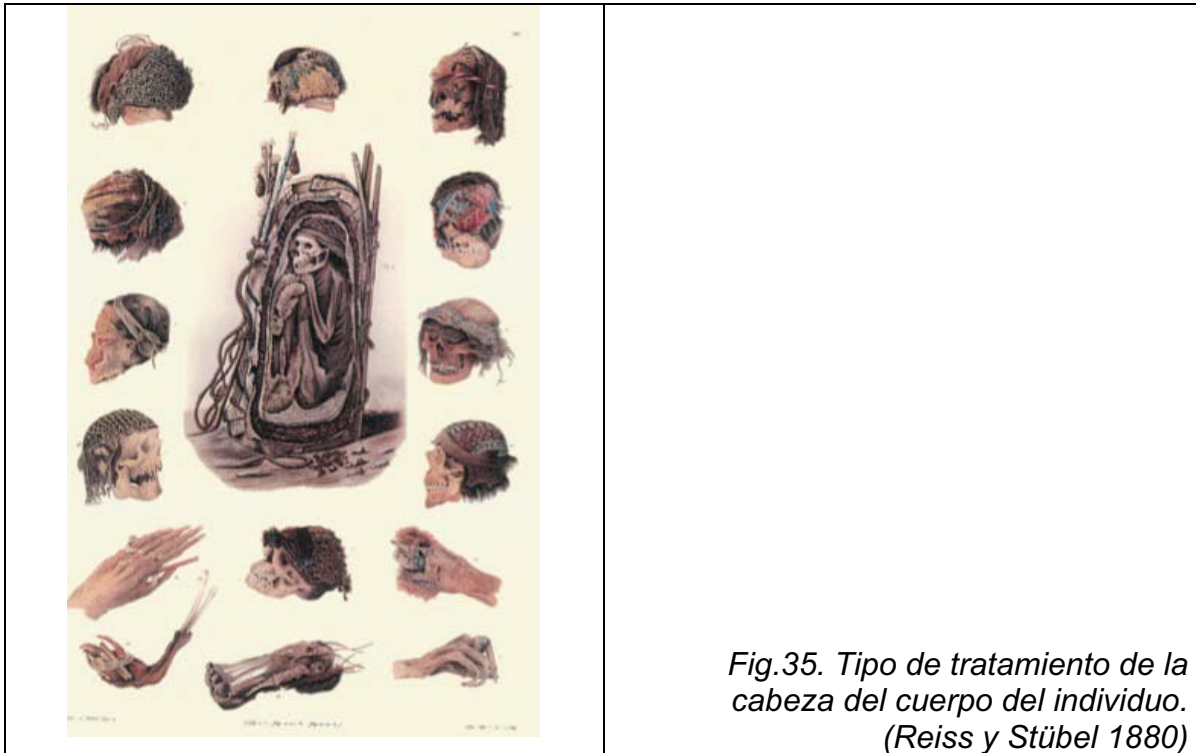 Fig.35. Tipo de tratamiento de la
cabeza del cuerpo del individuo.
(Reiss y Stübel 1880)